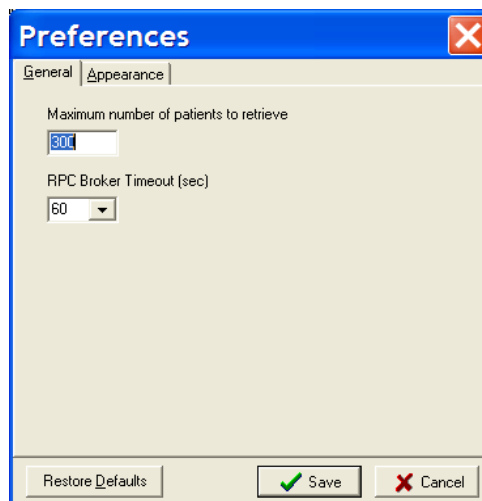 Preferences
General Appearance
Maximum number of patients to retrieve
300
RPC Broker Timeout (sec)
60
Restore Defaults Save Cancel